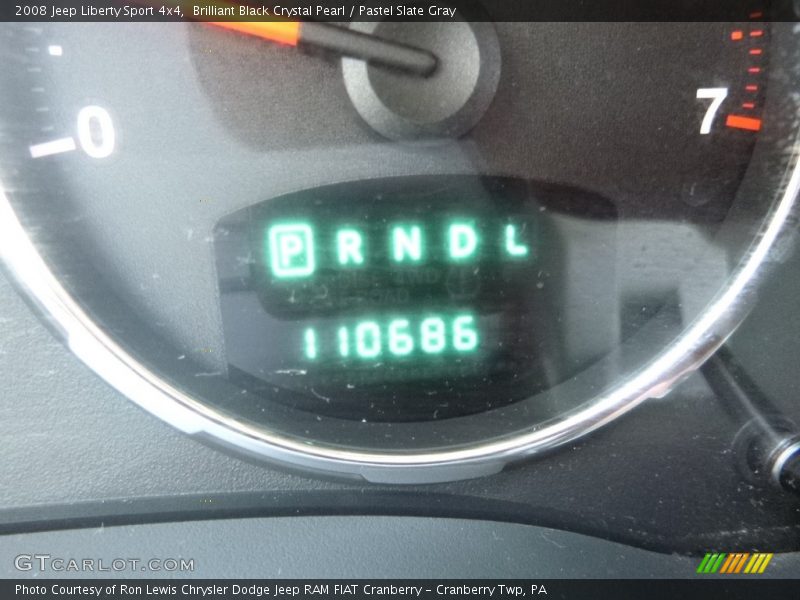 2008 Jeep Liberty Sport 4x4,  Brilliant Black Crystal Pearl / Pastel Slate Gray
0 7
P R N D L
110686
GTCARLOT.COM
Photo Courtesy of Ron Lewis Chrysler Dodge Jeep RAM FIAT Cranberry - Cranberry Twp, PA